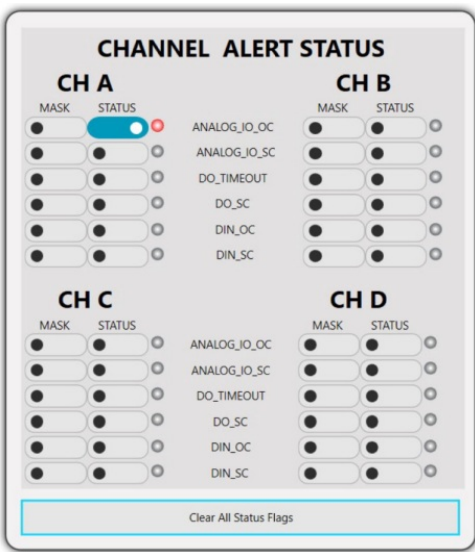 CHANNEL ALERT STATUS
CH A CH B
MASK STATUS MASK STATUS
ANALOG_IO_OC
ANALOG_IO_SC
DO_TIMEOUT
DO_SC
DIN_OC
DIN_SC
CH C CH D
MASK STATUS MASK STATUS
ANALOG_IO_OC
ANALOG_IO_SC
DO_TIMEOUT
DO_SC
DIN_OC
DIN_SC
Clear All Status Flags